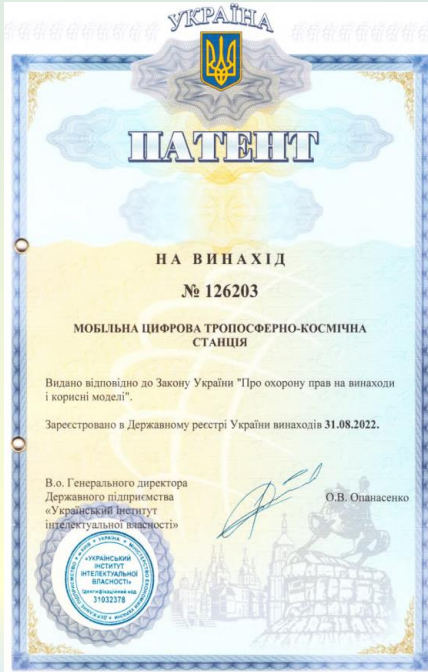 УКРАЇНА
ПАТЕНТ
НА ВИНАХІД
№ 126203
МОБІЛЬНА ЦИФРОВА ТРОПОСФЕРНО-КОСМІЧНА
СТАНЦІЯ
Видано відповідно до Закону України "Про охорону прав на винаходи
і корисні моделі".
Зареєстровано в Державному реєстрі України винаходів 31.08.2022.
В.о. Генерального директора
Державного підприємства
«Український інститут
інтелектуальної власності»
О.В. Опанасенко
«УКРАЇНСЬКИЙ
ІНСТИТУТ
ІНТЕЛЕКТУАЛЬНОЇ
ВЛАСНОСТІ»
ідентифікаційний код
31032378